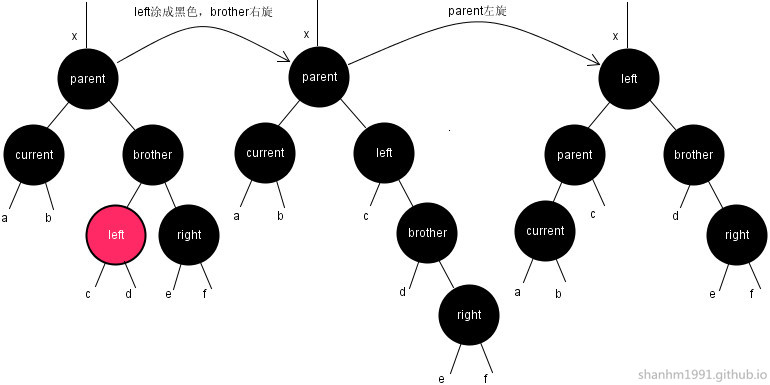 left涂成黑色，brother右旋
parent左旋
x
x
x
parent
parent
left
current
brother
current
left
parent
brother
a
b
left
right
a
b
c
brother
current
c
d
right
c
d
e
f
d
right
a
b
e
f
e
f
shanhm1991.github.io